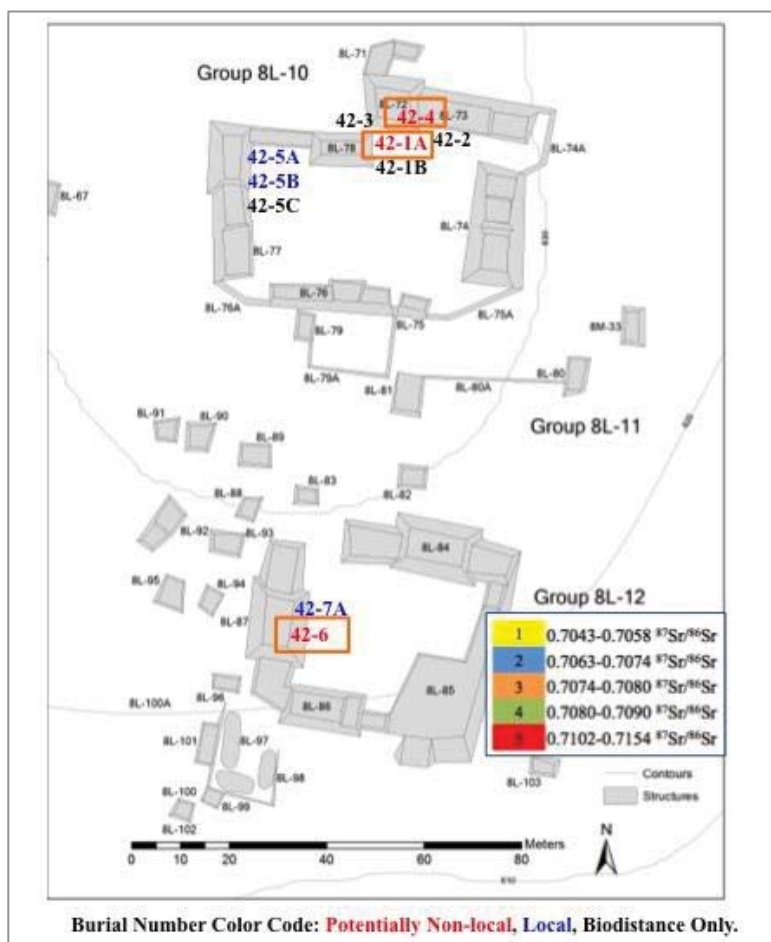 8L-71
Group 8L-10
8L-72
42-3 42-4 8L-73
8L-78 42-1A 42-2
42-1B
8L-74A
42-5A
42-5B
42-5C
8L-67
8L-74
630
8L-77
8L-76
8L-76A
8L-75
8L-75A
8L-79
8M-33
8L-79A
8L-81
8L-80A
8L-80
620
8L-91
8L-90
Group 8L-11
8L-89
8L-83
8L-82
8L-88
8L-92
8L-93
8L-84
8L-95
8L-94
Group 8L-12
42-7A
8L-87
42-6
1 0.7043-0.7058 ⁸⁷Sr/⁸⁶Sr
2 0.7063-0.7074 ⁸⁷Sr/⁸⁶Sr
3 0.7074-0.7080 ⁸⁷Sr/⁸⁶Sr
4 0.7080-0.7090 ⁸⁷Sr/⁸⁶Sr
5 0.7102-0.7154 ⁸⁷Sr/⁸⁶Sr
8L-85
8L-96
8L-100A
8L-86
8L-101
8L-97
8L-98
8L-103
8L-100
8L-99
8L-102
Contours
Structures
Meters
0 10 20 40 60 80
N
610
Burial Number Color Code: Potentially Non-local, Local, Biodistance Only.